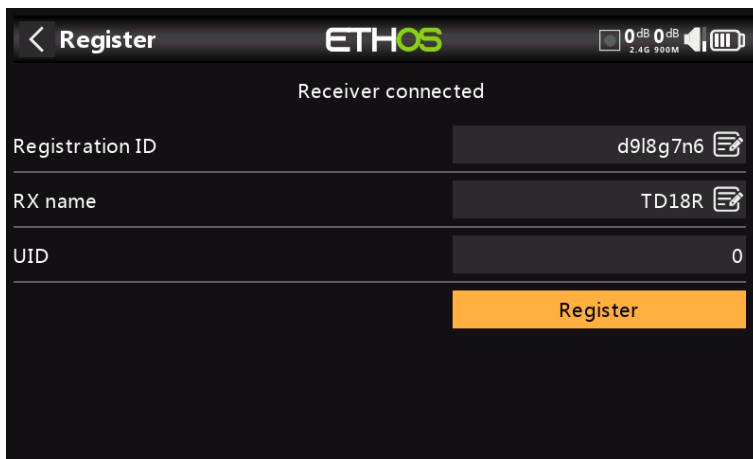 < Register
ETHOS
0dB 0dB
2.4G 900M
Receiver connected
Registration ID
d9l8g7n6
RX name
TD18R
UID
0
Register